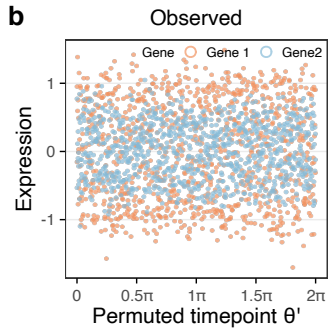 b
Observed
Gene Gene 1 Gene2
Expression
1
0
-1
0 0.5π 1π 1.5π 2π
Permuted timepoint θ'